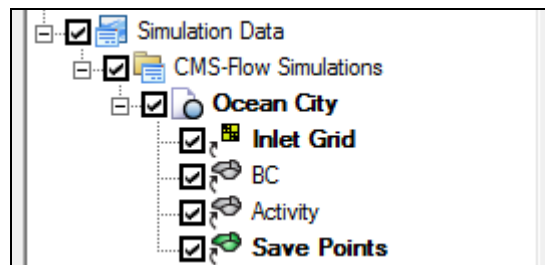 Simulation Data
CMS-Flow Simulations
Ocean City
Inlet Grid
BC
Activity
Save Points